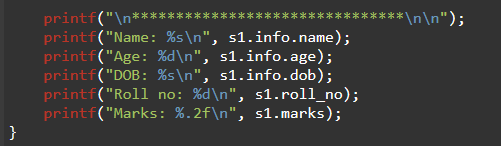 printf("\n*******************************\n\n");
printf("Name: %s\n", s1.info.name);
printf("Age: %d\n", s1.info.age);
printf("DOB: %s\n", s1.info.dob);
printf("Roll no: %d\n", s1.roll_no);
printf("Marks: %.2f\n", s1.marks);
}